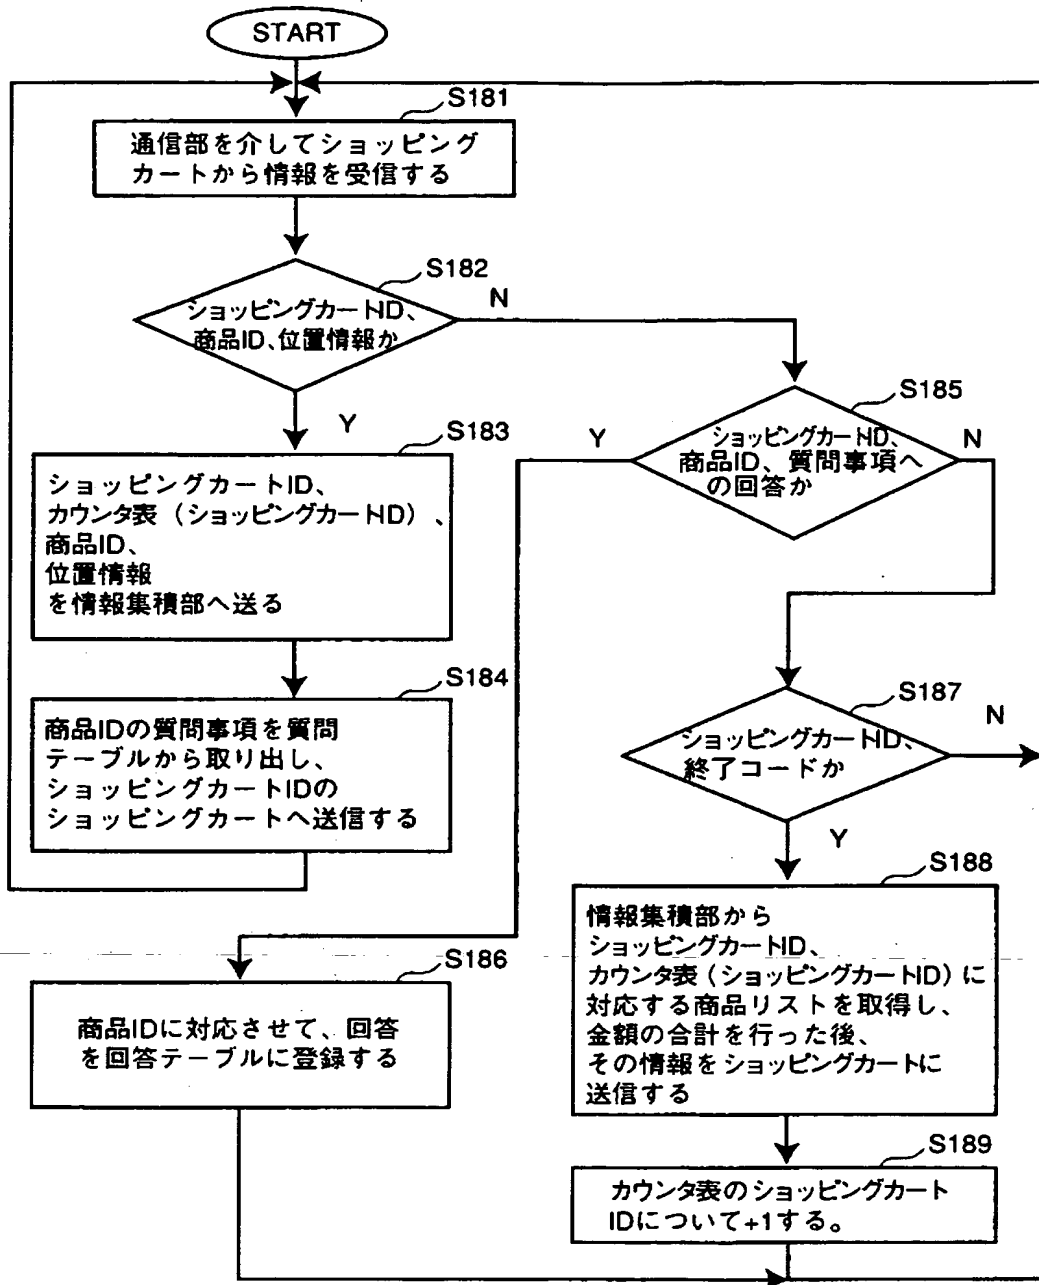 START
S181
通信部を介してショッピング
カートから情報を受信する
S182
ショッピングカートID、
商品ID、位置情報か
N
Y
S183
ショッピングカートID、
カウンタ表（ショッピングカートID）、
商品ID、
位置情報
を情報集積部へ送る
S184
商品IDの質問事項を質問
テーブルから取り出し、
ショッピングカートIDの
ショッピングカートへ送信する
S185
ショッピングカートID、
商品ID、質問事項へ
の回答か
Y
N
S186
商品IDに対応させて、回答
を回答テーブルに登録する
S187
ショッピングカートID、
終了コードか
N
Y
S188
情報集積部から
ショッピングカートID、
カウンタ表（ショッピングカートID）に
対応する商品リストを取得し、
金額の合計を行った後、
その情報をショッピングカートに
送信する
S189
カウンタ表のショッピングカート
IDについて+1する。